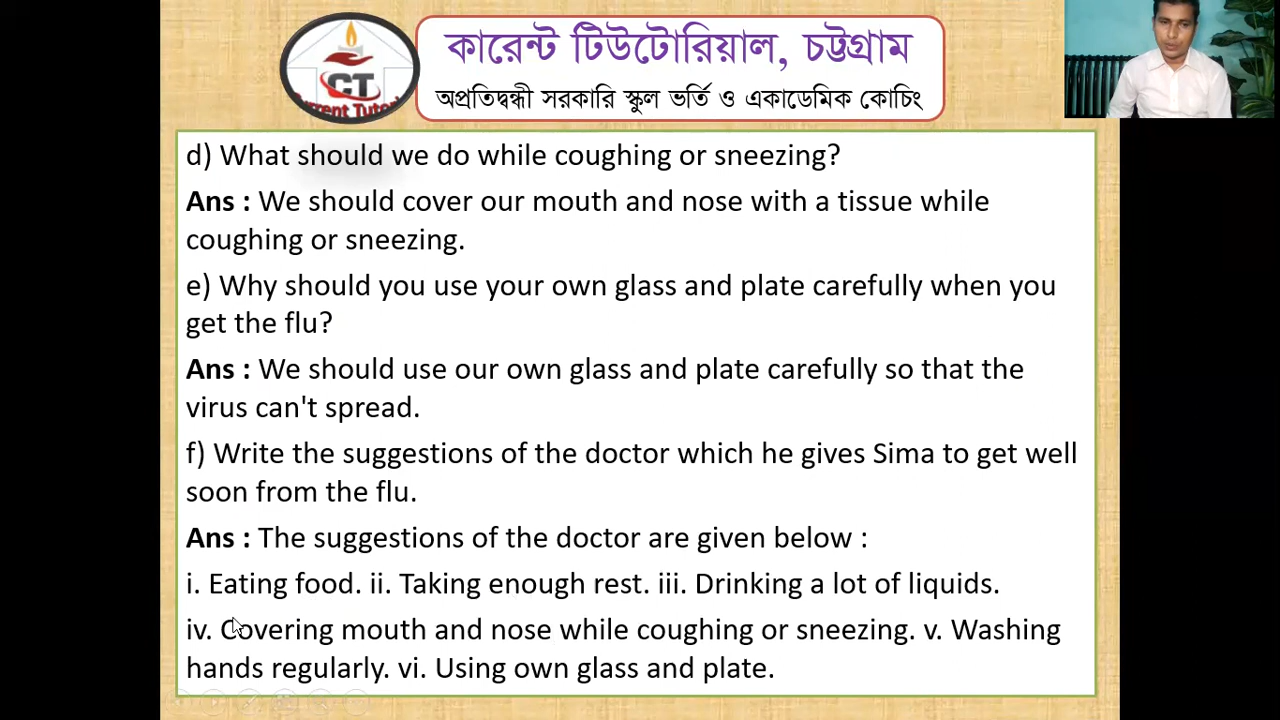 কারেন্ট টিউটোরিয়াল, চট্টগ্রাম
অপ্রতিদ্বন্ধী সরকারি স্কুল ভর্তি ও একাডেমিক কোচিং
CT
d) What should we do while coughing or sneezing?
Ans : We should cover our mouth and nose with a tissue while
coughing or sneezing.
e) Why should you use your own glass and plate carefully when you
get the flu?
Ans : We should use our own glass and plate carefully so that the
virus can't spread.
f) Write the suggestions of the doctor which he gives Sima to get well
soon from the flu.
Ans : The suggestions of the doctor are given below :
i. Eating food. ii. Taking enough rest. iii. Drinking a lot of liquids.
iv. Covering mouth and nose while coughing or sneezing. v. Washing
hands regularly. vi. Using own glass and plate.